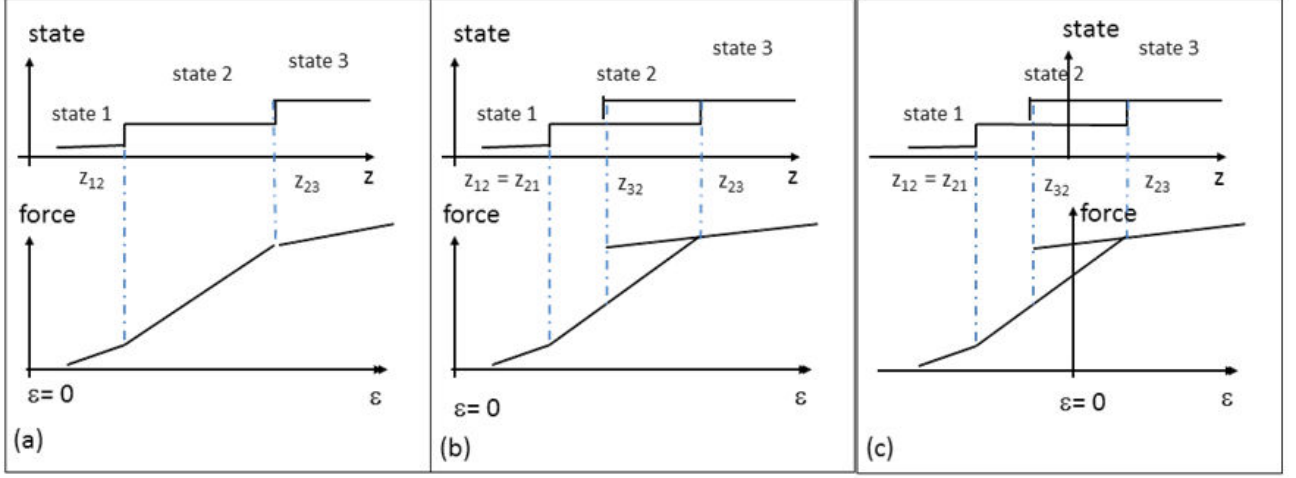 state
state 2
state 3
state 1
z12
z23
z
force
ε= 0
ε
(a)
state
state 3
state 2
state 1
z12 = z21
z32
z23
z
force
ε= 0
ε
(b)
state
state 3
state 2
state 1
z12 = z21
z32
z23
z
force
ε= 0
ε
(c)